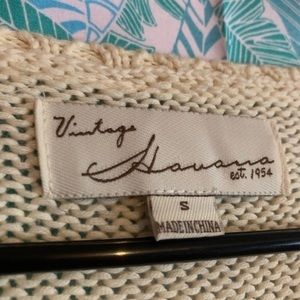 Vintage
Havana
est. 1954
S
MADE IN CHINA